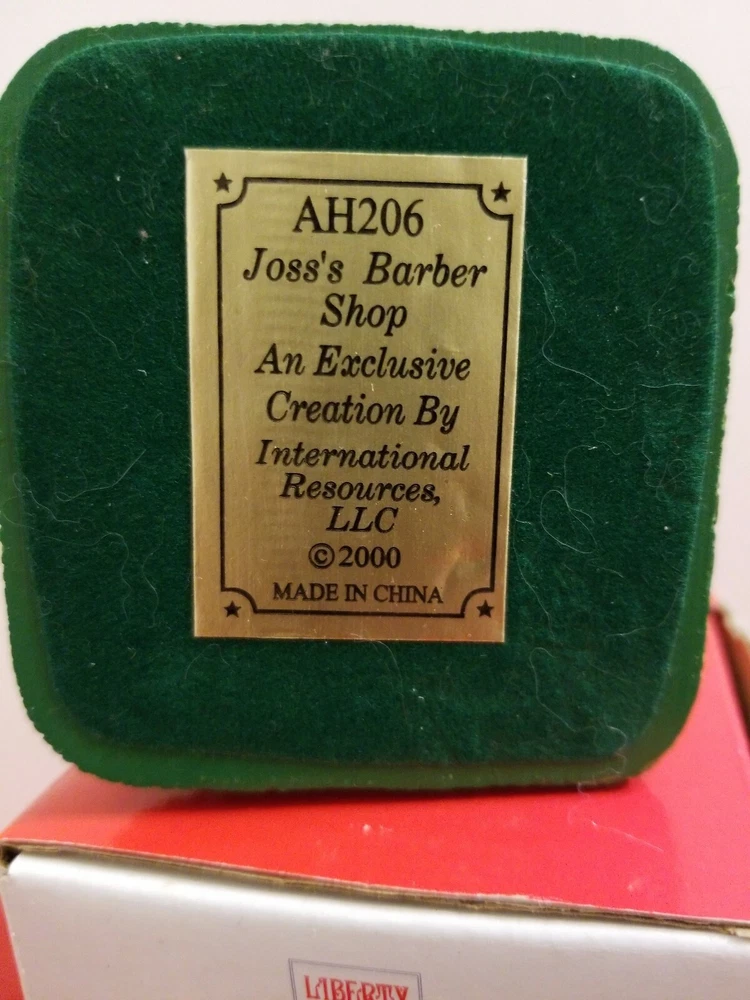 AH206
Joss's Barber
Shop
An Exclusive
Creation By
International
Resources,
LLC
©2000
MADE IN CHINA
LIBERTY